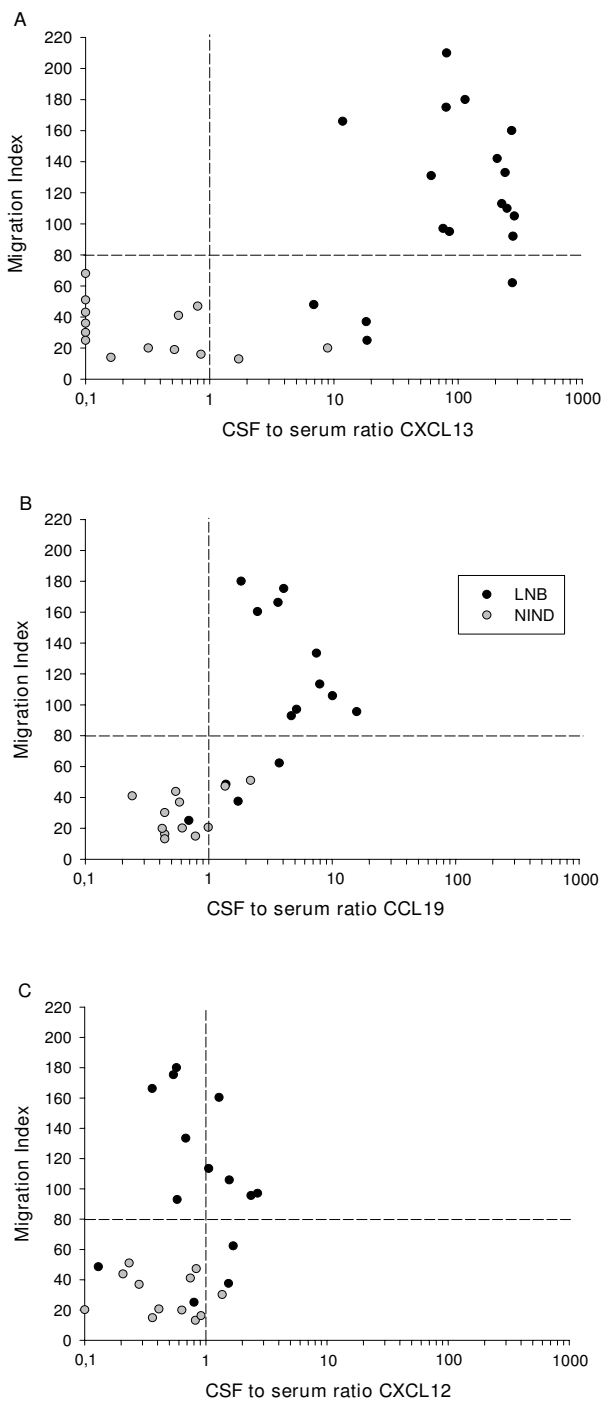 A
220
200
180
160
140
120
100
80
60
40
20
0
Migration Index
0,1 1 10 100 1000
CSF to serum ratio CXCL13
B
220
200
180
160
140
120
100
80
60
40
20
0
Migration Index
LNB
NIND
0,1 1 10 100 1000
CSF to serum ratio CCL19
C
220
200
180
160
140
120
100
80
60
40
20
0
Migration Index
0,1 1 10 100 1000
CSF to serum ratio CXCL12